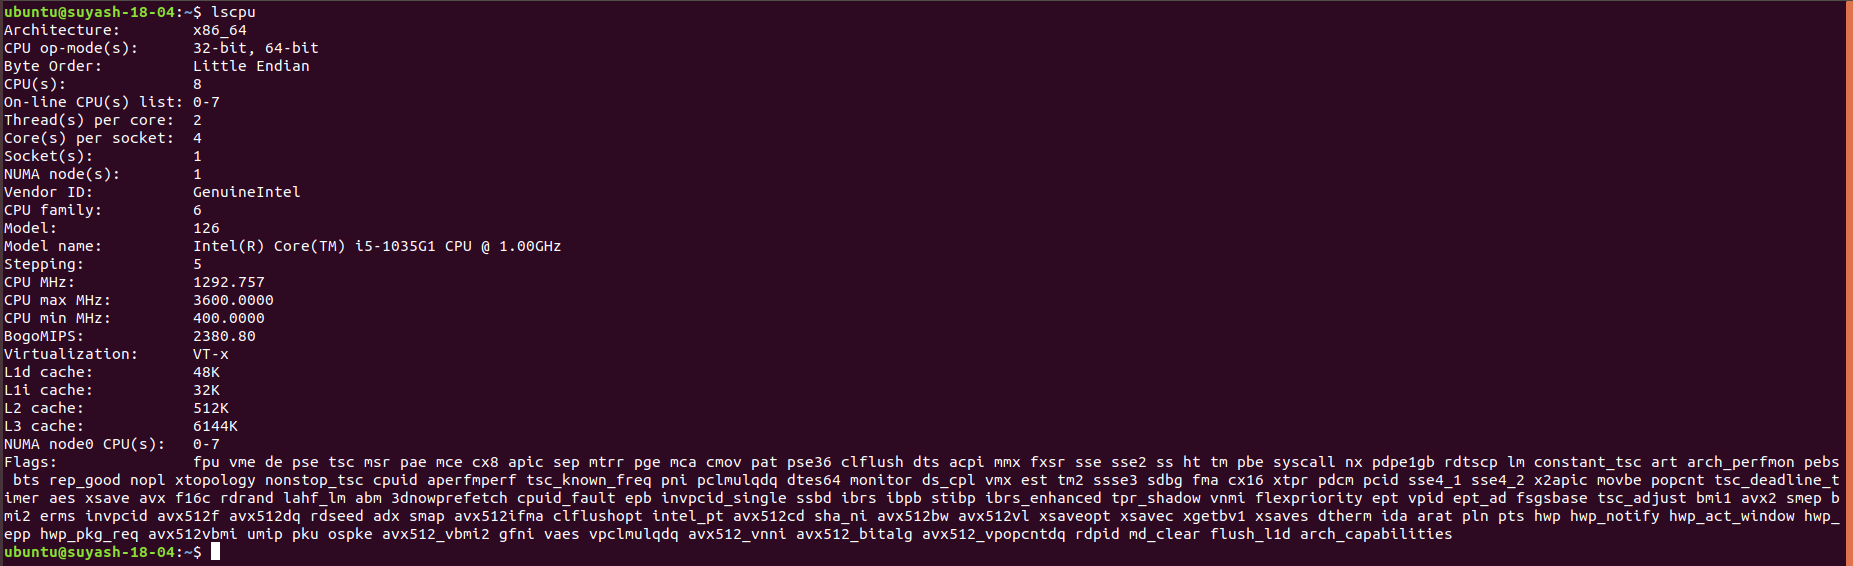 ubuntu@suyash-18-04:~$ lscpu
Architecture:        x86_64
CPU op-mode(s):      32-bit, 64-bit
Byte Order:          Little Endian
CPU(s):              8
On-line CPU(s) list: 0-7
Thread(s) per core:  2
Core(s) per socket:  4
Socket(s):           1
NUMA node(s):        1
Vendor ID:           GenuineIntel
CPU family:          6
Model:               126
Model name:          Intel(R) Core(TM) i5-1035G1 CPU @ 1.00GHz
Stepping:            5
CPU MHz:             1292.757
CPU max MHz:         3600.0000
CPU min MHz:         400.0000
BogoMIPS:            2380.80
Virtualization:      VT-x
L1d cache:           48K
L1i cache:           32K
L2 cache:            512K
L3 cache:            6144K
NUMA node0 CPU(s):   0-7
Flags:               fpu vme de pse tsc msr pae mce cx8 apic sep mtrr pge mca cmov pat pse36 clflush dts acpi mmx fxsr sse sse2 ss ht tm pbe syscall nx pdpe1gb rdtscp lm constant_tsc art arch_perfmon pebs
 bts rep_good nopl xtopology nonstop_tsc cpuid aperfmperf tsc_known_freq pni pclmulqdq dtes64 monitor ds_cpl vmx est tm2 ssse3 sdbg fma cx16 xtpr pdcm pcid sse4_1 sse4_2 x2apic movbe popcnt tsc_deadline_t
imer aes xsave avx f16c rdrand lahf_lm abm 3dnowprefetch cpuid_fault epb invpcid_single ssbd ibrs ibpb stibp ibrs_enhanced tpr_shadow vnmi flexpriority ept vpid ept_ad fsgsbase tsc_adjust bmi1 avx2 smep b
mi2 erms invpcid avx512f avx512dq rdseed adx smap avx512ifma clflushopt intel_pt avx512cd sha_ni avx512bw avx512vl xsaveopt xsavec xgetbv1 xsaves dtherm ida arat pln pts hwp hwp_notify hwp_act_window hwp_
epp hwp_pkg_req avx512vbmi umip pku ospke avx512_vbmi2 gfni vaes vpclmulqdq avx512_vnni avx512_bitalg avx512_vpopcntdq rdpid md_clear flush_l1d arch_capabilities
ubuntu@suyash-18-04:~$